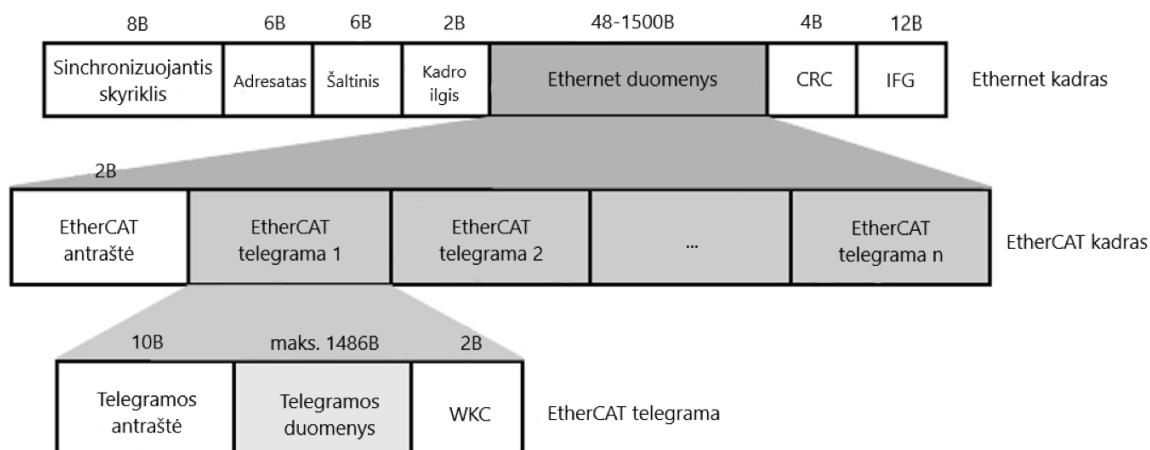 8B 6B 6B 2B 48-1500B 4B 12B
Sinchronizuojantis
skyriklis
Adresatas
Šaltinis
Kadro
ilgis
Ethernet duomenys
CRC
IFG
Ethernet kadras
2B
EtherCAT
antraštė
EtherCAT
telegrama 1
EtherCAT
telegrama 2
...
EtherCAT
telegrama n
EtherCAT kadras
10B maks. 1486B 2B
Telegramos
antraštė
Telegramos
duomenys
WKC
EtherCAT telegrama